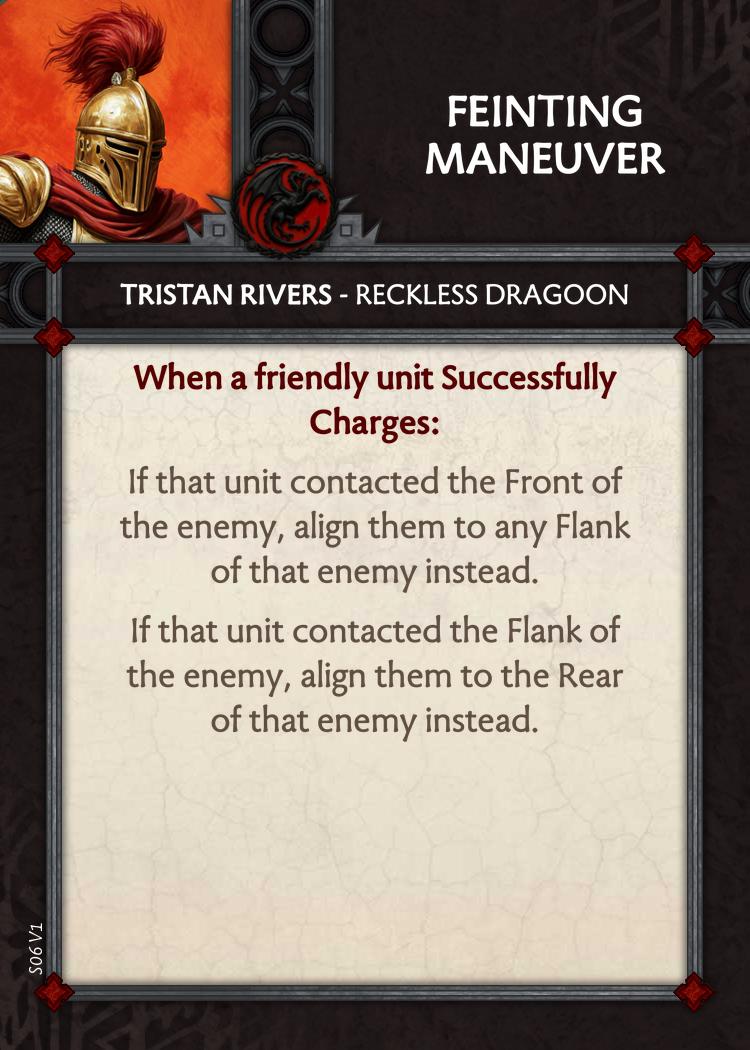 FEINTING
MANEUVER
TRISTAN RIVERS - RECKLESS DRAGOON
When a friendly unit Successfully
Charges:
If that unit contacted the Front of
the enemy, align them to any Flank
of that enemy instead.
If that unit contacted the Flank of
the enemy, align them to the Rear
of that enemy instead.
S06 V1